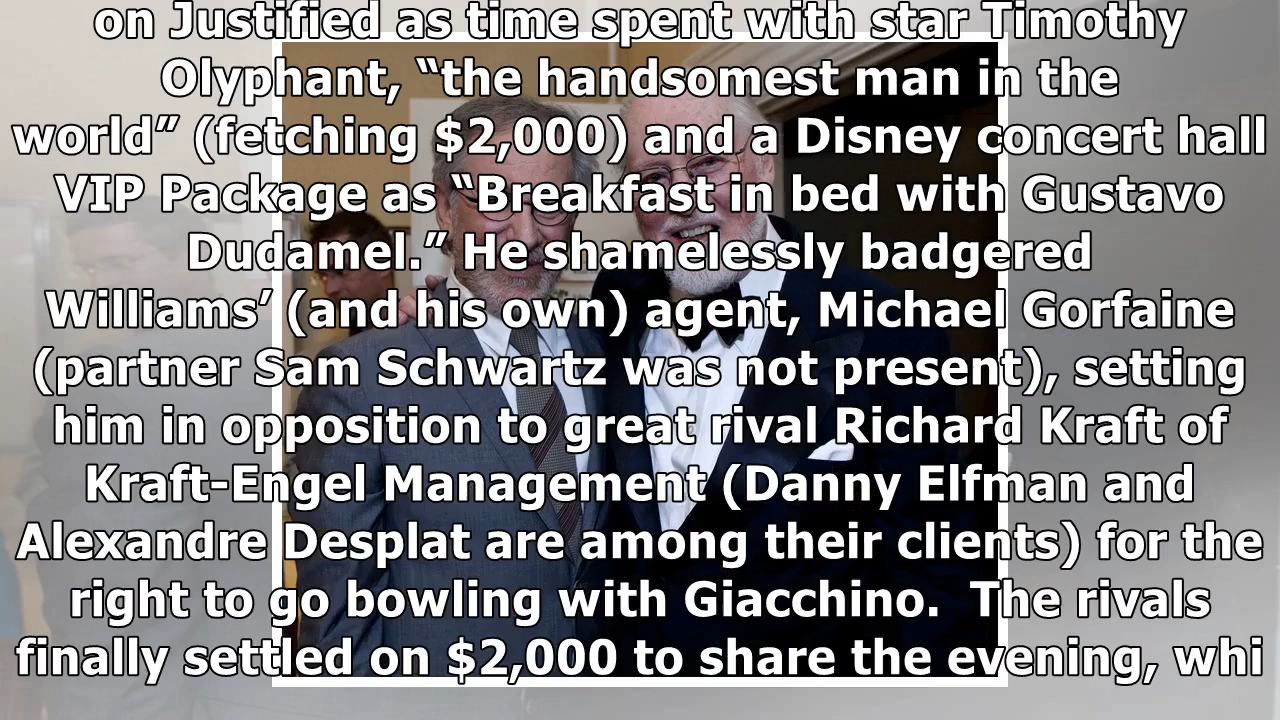 on Justified as time spent with star Timothy
Olyphant, “the handsomest man in the
world” (fetching $2,000) and a Disney concert hall
VIP Package as “Breakfast in bed with Gustavo
Dudamel.” He shamelessly badgered
Williams’ (and his own) agent, Michael Gorfaine
(partner Sam Schwartz was not present), setting
him in opposition to great rival Richard Kraft of
Kraft-Engel Management (Danny Elfman and
Alexandre Desplat are among their clients) for the
right to go bowling with Giacchino.  The rivals
finally settled on $2,000 to share the evening, whi